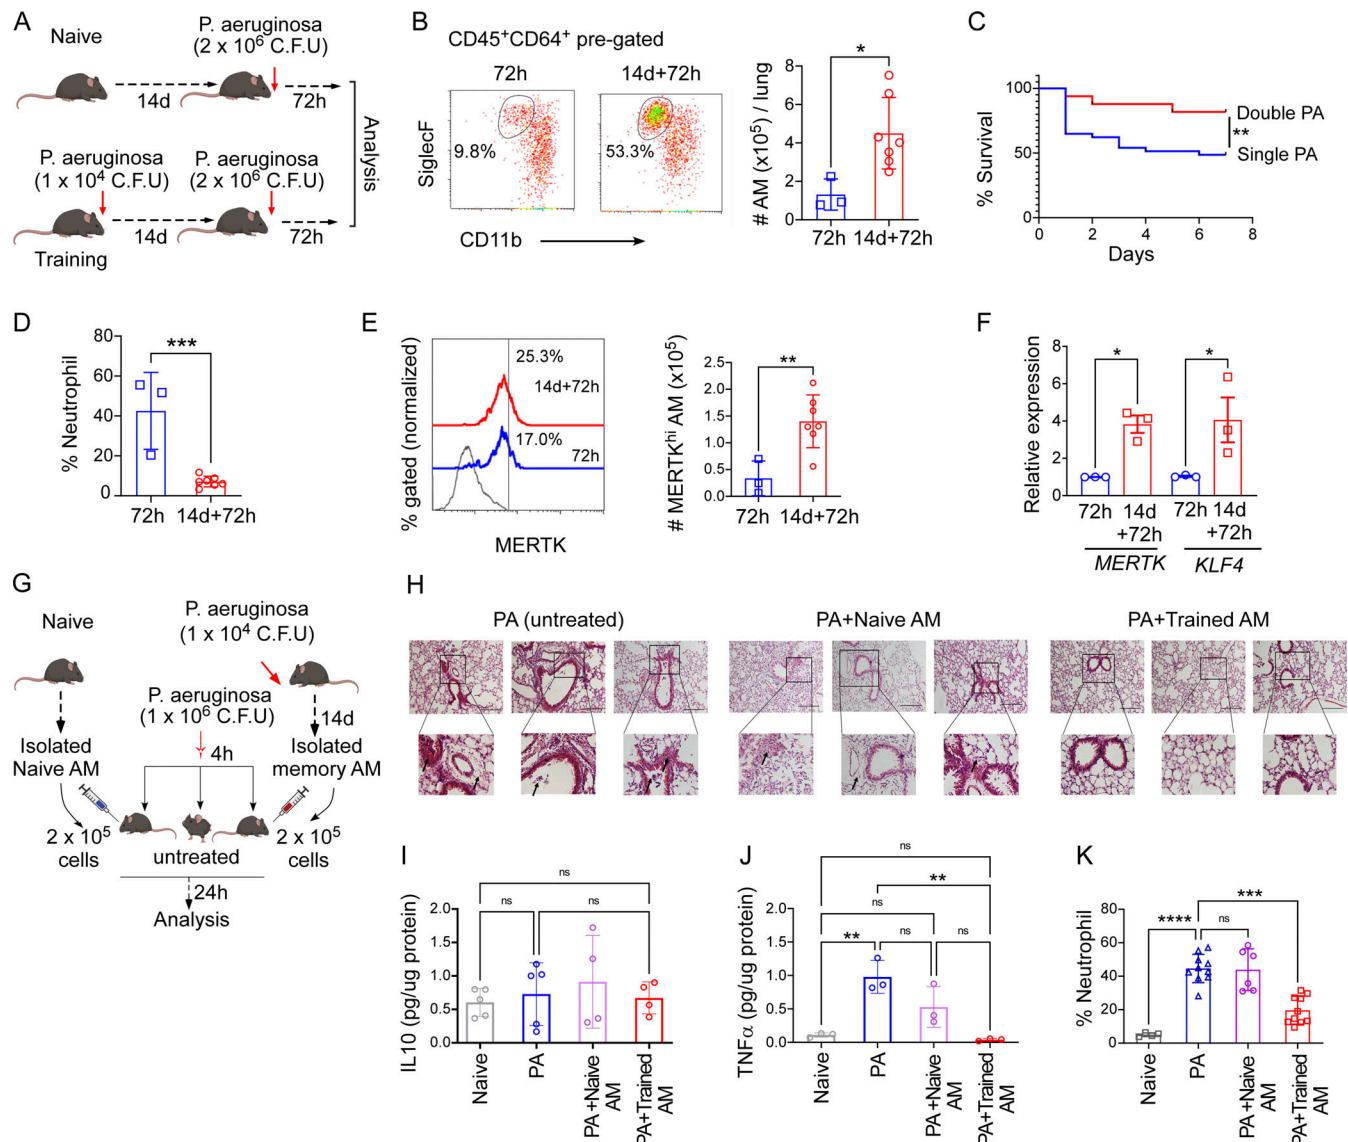 A
Naive
P. aeruginosa
(2 x 10⁶ C.F.U)
14d
72h
P. aeruginosa
(1 x 10⁴ C.F.U)
P. aeruginosa
(2 x 10⁶ C.F.U)
14d
72h
Training
Analysis
B
CD45⁺CD64⁺ pre-gated
72h
14d+72h
9.8%
53.3%
SiglecF
CD11b
# AM (x10⁵) / lung
8
6
4
2
0
*
72h
14d+72h
C
% Survival
100
50
0
0 2 4 6 8
Days
Double PA
**
Single PA
D
% Neutrophil
80
60
40
20
0
***
72h
14d+72h
E
% gated (normalized)
25.3%
14d+72h
17.0%
72h
MERTK
# MERTKʰⁱ AM (x10⁵)
2.5
2.0
1.5
1.0
0.5
0.0
**
72h
14d+72h
F
Relative expression
8
6
4
2
0
*
*
72h
14d
+72h
72h
14d
+72h
MERTK
KLF4
G
Naive
P. aeruginosa
(1 x 10⁴ C.F.U)
P. aeruginosa
(1 x 10⁶ C.F.U)
14d
Isolated
Naive AM
4h
Isolated
memory AM
2 x 10⁵
cells
untreated
2 x 10⁵
cells
24h
Analysis
H
PA (untreated)
PA+Naive AM
PA+Trained AM
I
IL10 (pg/ug protein)
2.0
1.5
1.0
0.5
0.0
ns
ns
ns
Naive
PA
PA+Naive
AM
PA+Trained
AM
J
TNFα (pg/ug protein)
2.0
1.5
1.0
0.5
0.0
ns
**
ns
**
ns
ns
Naive
PA
PA+Naive
AM
PA+Trained
AM
K
% Neutrophil
80
60
40
20
0
***
****
ns
Naive
PA
PA+Naive
AM
PA+Trained
AM